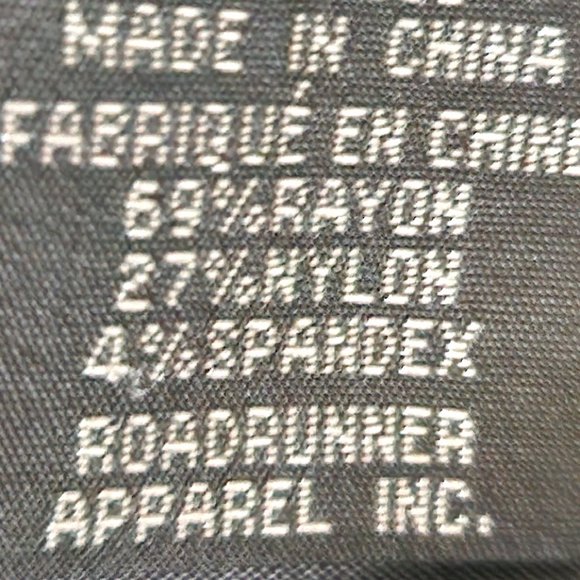 MADE IN CHINA
FABRIQUÉ EN CHINE
69%RAYON
27%NYLON
4%SPANDEX
ROADRUNNER
APPAREL INC.